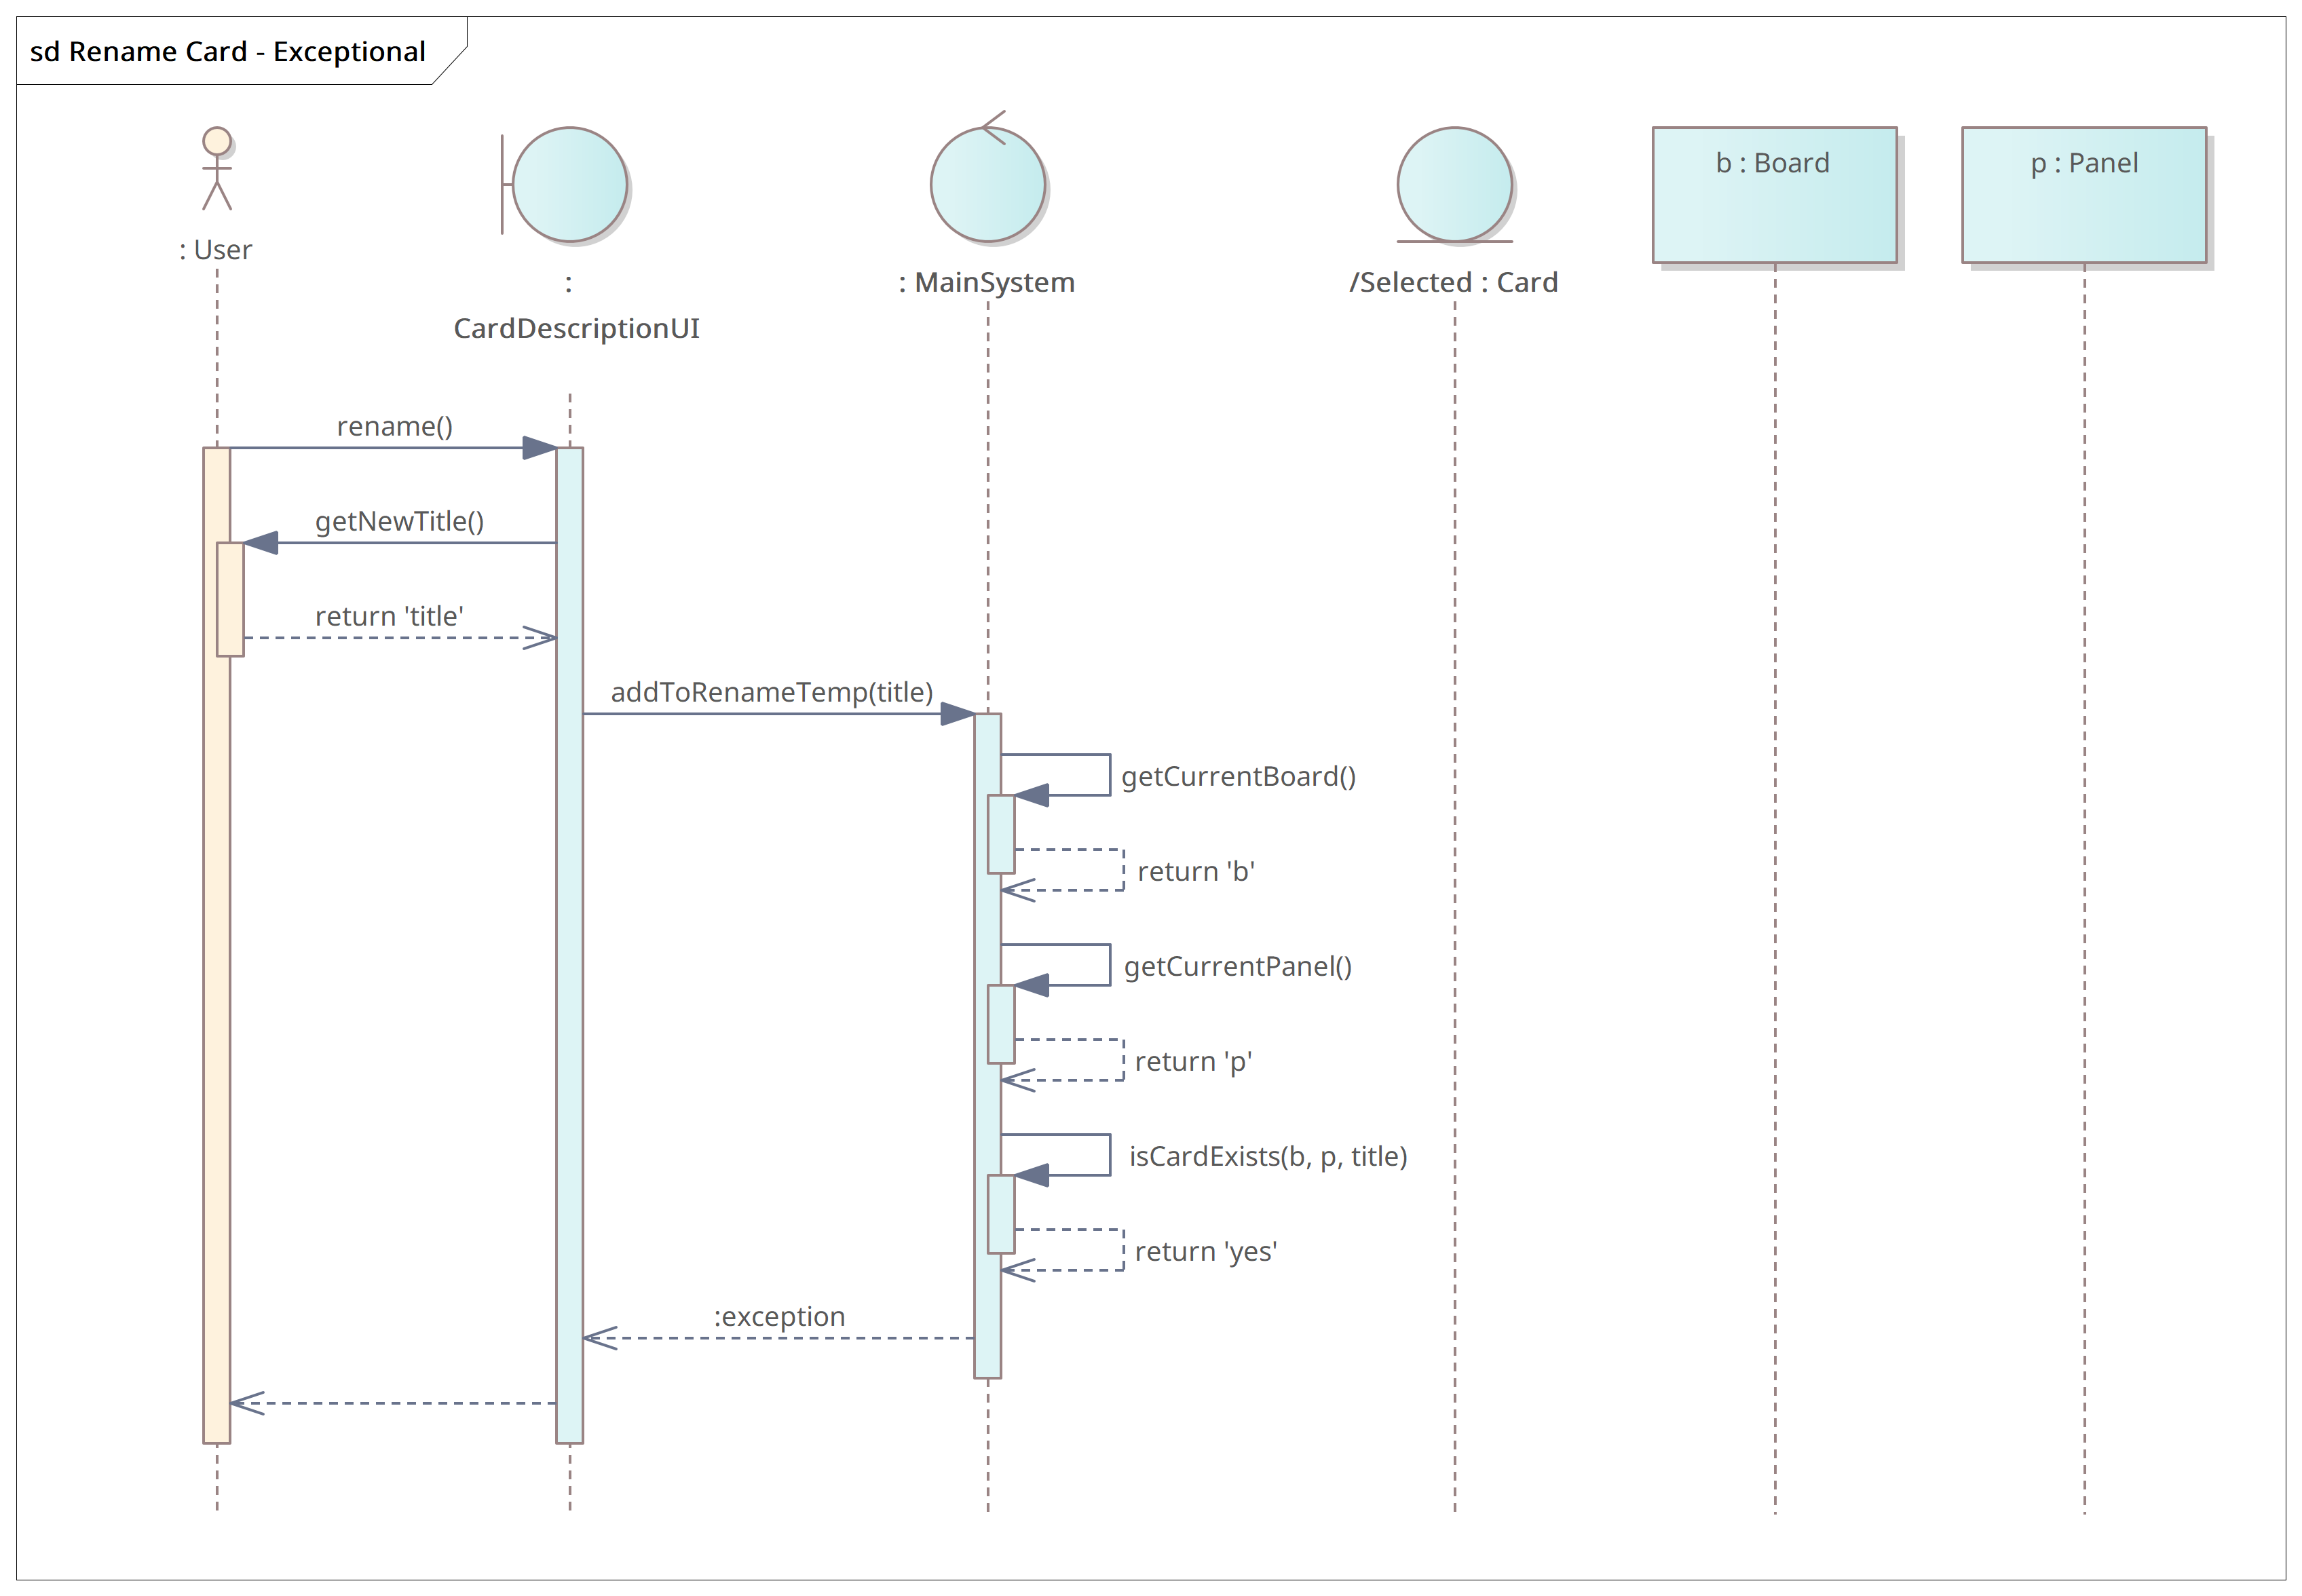 sd Rename Card - Exceptional
: User
:
CardDescriptionUI
: MainSystem
/Selected : Card
b : Board
p : Panel
rename()
getNewTitle()
return 'title'
addToRenameTemp(title)
getCurrentBoard()
return 'b'
getCurrentPanel()
return 'p'
isCardExists(b, p, title)
return 'yes'
:exception